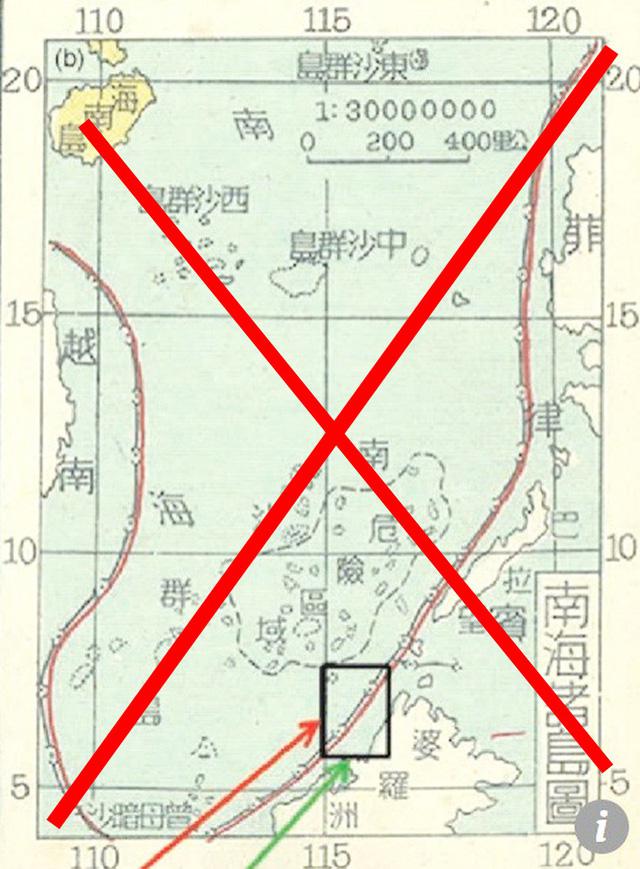 110 115 120
(b)
20 20
島群沙東
海
南
島
南
1:30000000
0 200 400里公
島群沙西
島群沙中
菲
15 15
越
南
律
南
海
危
險
區
域
10 10
群
巴
拉
賓
南海諸島圖
婆
羅
洲
5 5
沙暗母曾
110 115 120
i